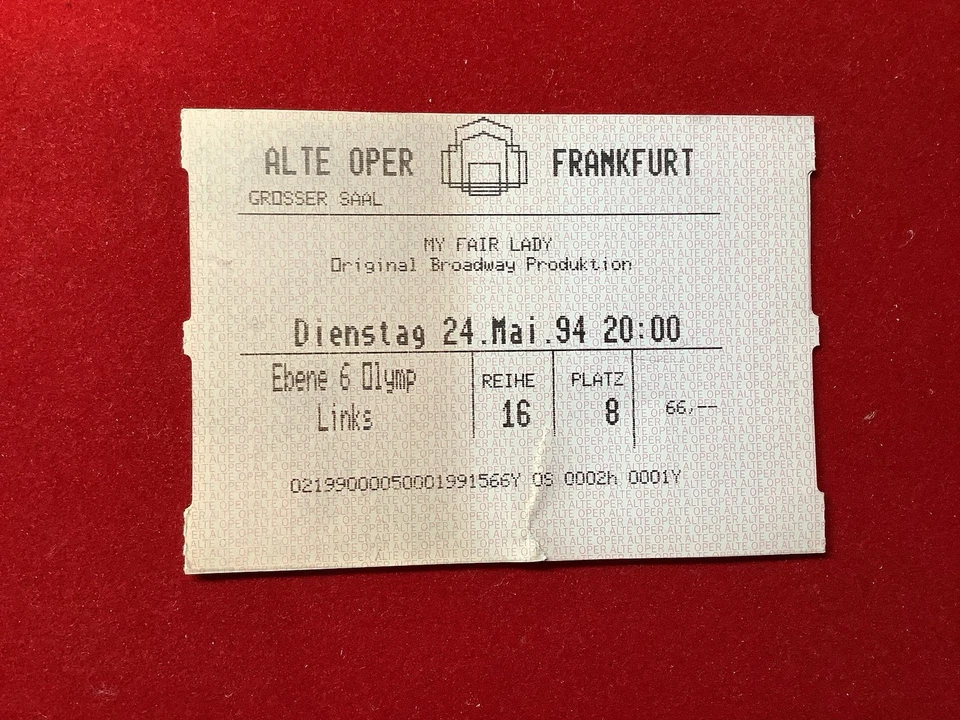 ALTE OPER FRANKFURT
GROSSER SAAL
MY FAIR LADY
Original Broadway Produktion
Dienstag 24.Mai.94 20:00
Ebene 6 Olymp REIHE PLATZ
Links 16 8 66,--
02199000050001991566Y OS 0002h 0001Y